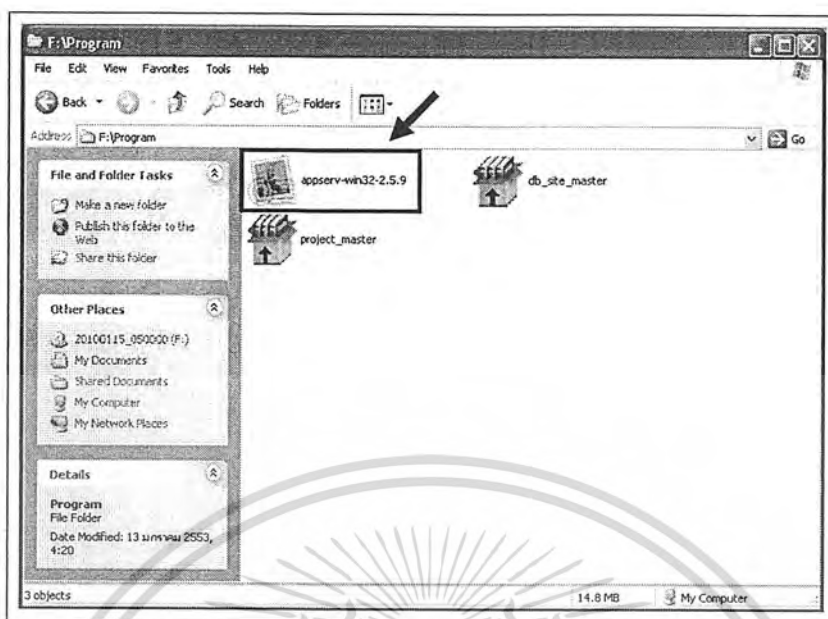 F:\Program
File Edit View Favorites Tools Help
Back Search Folders
Address F:\Program Go
File and Folder Tasks
Make a new folder
Publish this folder to the
Web
Share this folder
Other Places
20100115_050000 (F:)
My Documents
Shared Documents
My Computer
My Network Places
Details
Program
File Folder
Date Modified: 13 มกราคม 2553,
4:20
appserv-win32-2.5.9
db_site_master
project_master
3 objects
14.8 MB
My Computer